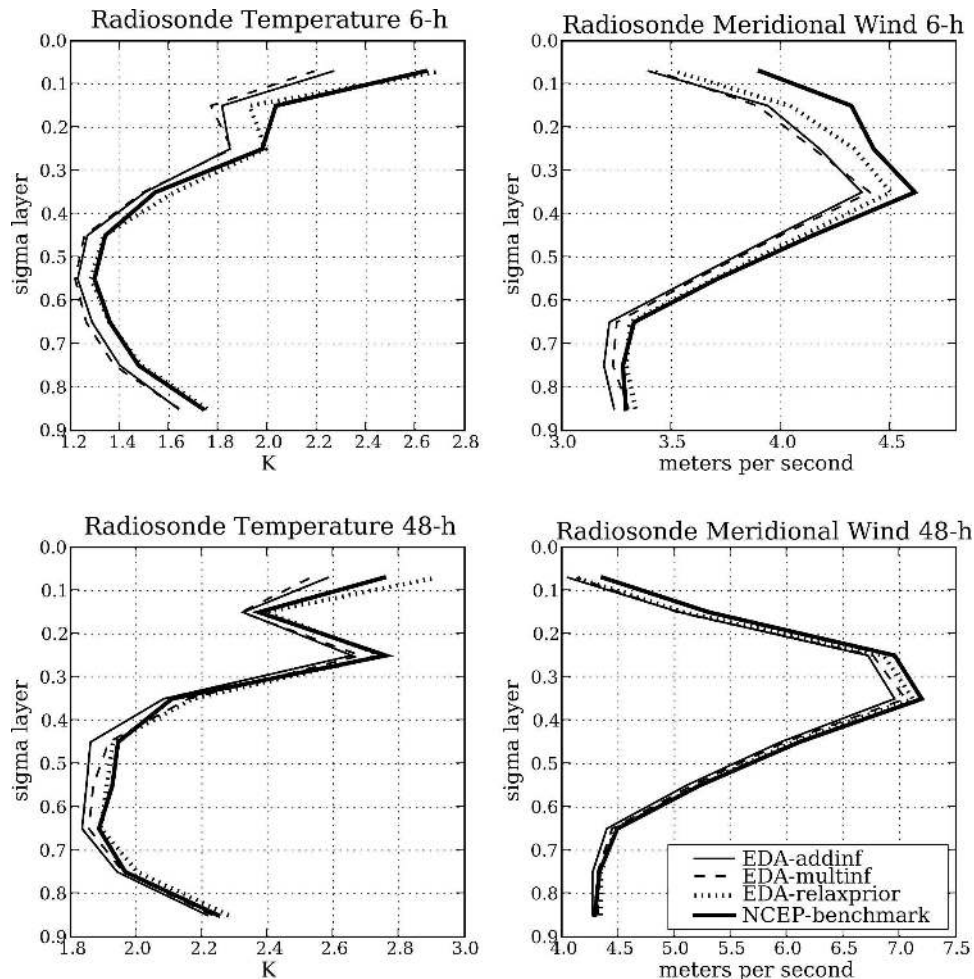 Radiosonde Temperature 6-h
0.0
0.1
0.2
0.3
0.4
0.5
0.6
0.7
0.8
0.9
sigma layer
1.2 1.4 1.6 1.8 2.0 2.2 2.4 2.6 2.8
K
Radiosonde Meridional Wind 6-h
0.0
0.1
0.2
0.3
0.4
0.5
0.6
0.7
0.8
0.9
sigma layer
3.0 3.5 4.0 4.5
meters per second
Radiosonde Temperature 48-h
0.0
0.1
0.2
0.3
0.4
0.5
0.6
0.7
0.8
0.9
sigma layer
1.8 2.0 2.2 2.4 2.6 2.8 3.0
K
Radiosonde Meridional Wind 48-h
0.0
0.1
0.2
0.3
0.4
0.5
0.6
0.7
0.8
0.9
sigma layer
4.0 4.5 5.0 5.5 6.0 6.5 7.0 7.5
meters per second
EDA-addinf
EDA-multinf
EDA-relaxprior
NCEP-benchmark